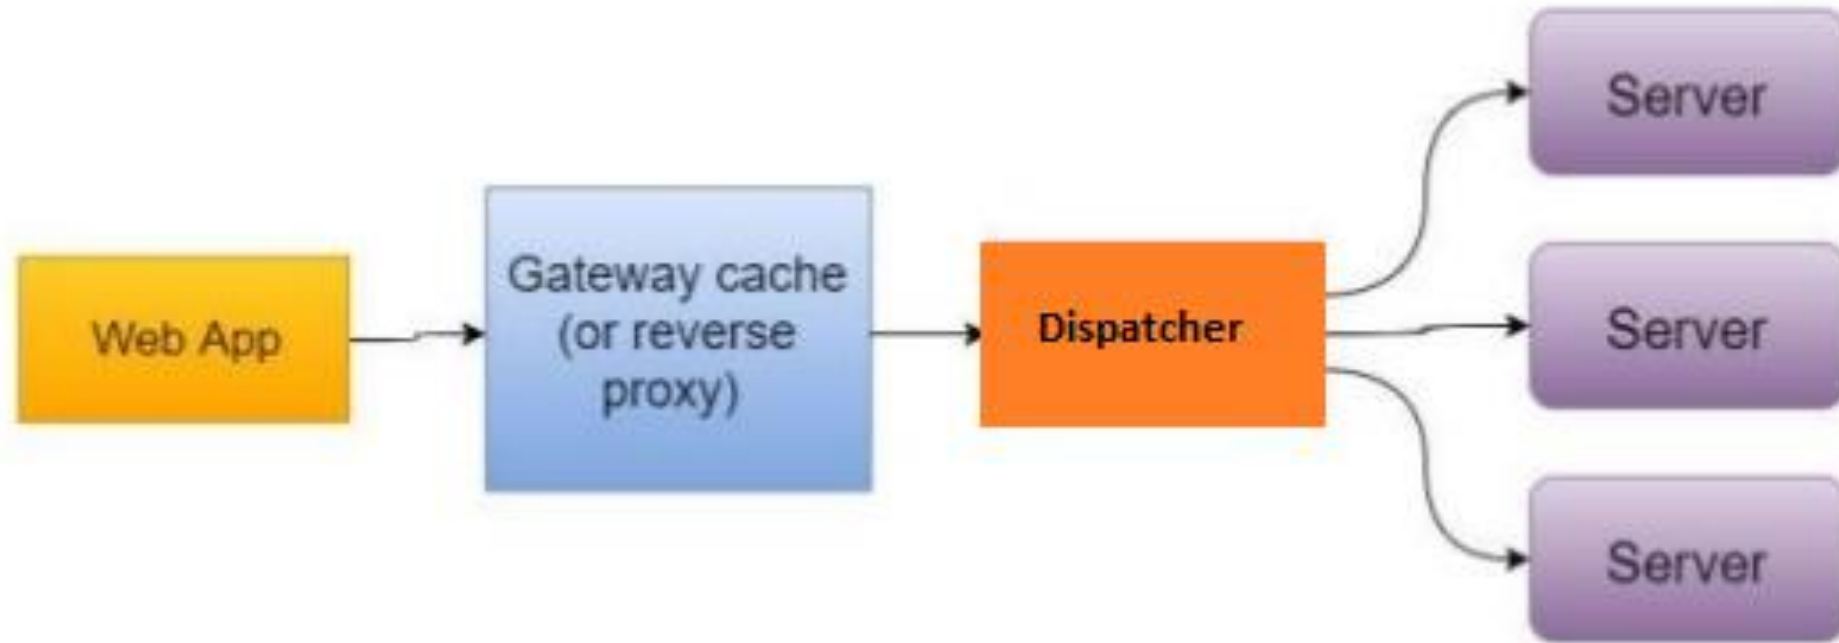 Web App
Gateway cache
(or reverse
proxy)
Dispatcher
Server
Server
Server